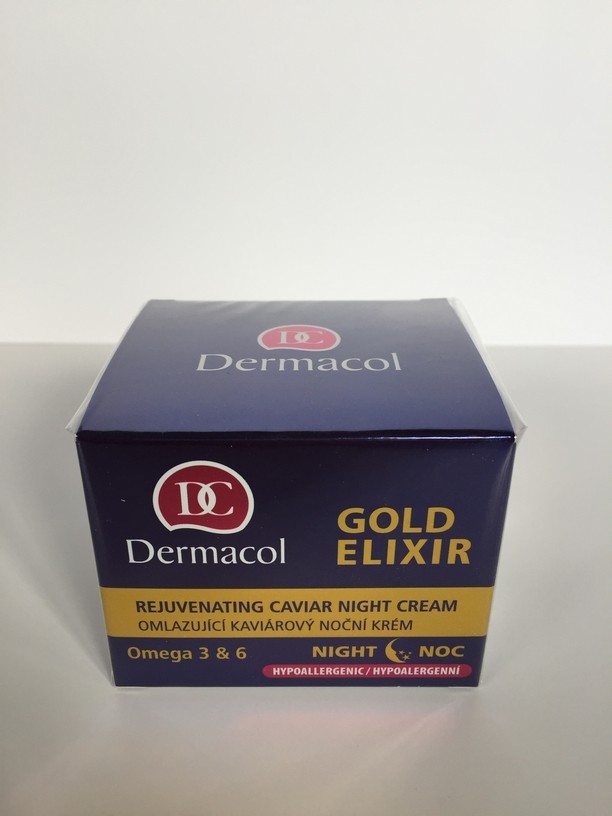 DC
Dermacol
DC
Dermacol
GOLD
ELIXIR
REJUVENATING CAVIAR NIGHT CREAM
OMLAZUJÍCÍ KAVIÁROVÝ NOČNÍ KRÉM
Omega 3 & 6
NIGHT NOC
HYPOALLERGENIC / HYPOALERGENNÍ